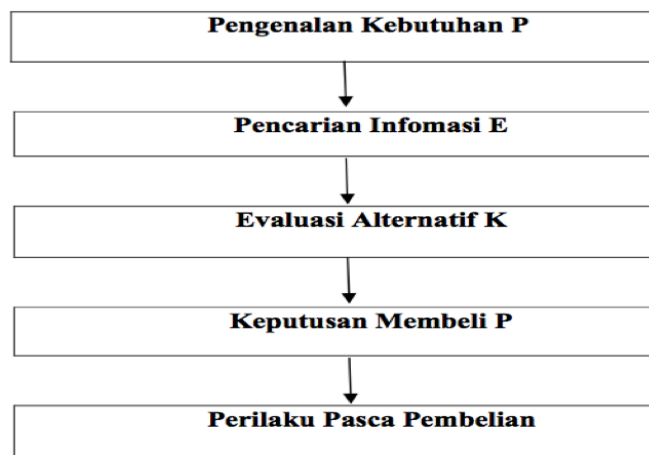 Pengenalan Kebutuhan P
Pencarian Infomasi E
Evaluasi Alternatif K
Keputusan Membeli P
Perilaku Pasca Pembelian